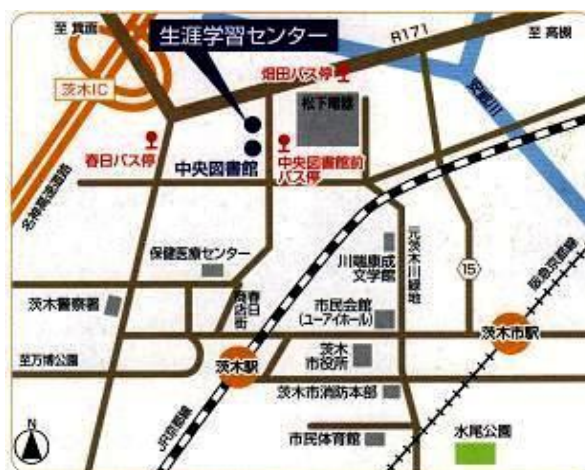 至 箕面
生涯学習センター
R171
至 高槻
畑田バス停
茨木IC
松下電器
安威川
春日バス停
中央図書館
中央図書館前
バス停
名神高速道路
保健医療センター
川端康成
文学館
元茨木川緑地
15
阪急京都線
茨木警察署
春日
商店街
市民会館
(ユーアイホール)
茨木市駅
至万博公園
茨木駅
茨木
市役所
茨木市消防本部
JR京都線
市民体育館
水尾公園
N